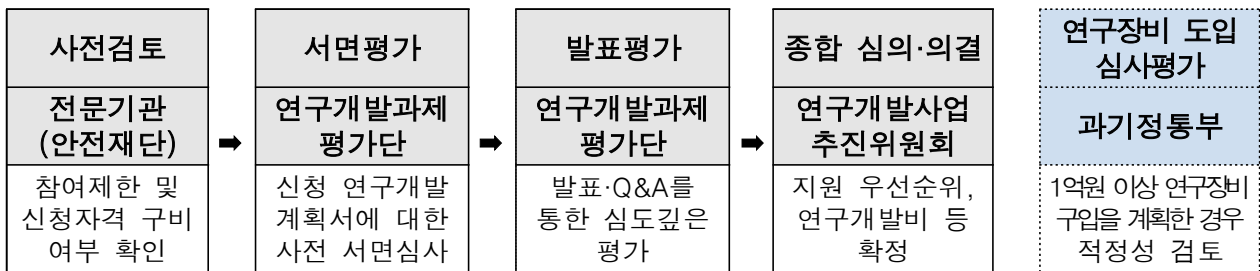 사전검토
전문기관
(안전재단)
참여제한 및
신청자격 구비
여부 확인
➡
서면평가
연구개발과제
평가단
신청 연구개발
계획서에 대한
사전 서면심사
➡
발표평가
연구개발과제
평가단
발표·Q&A를
통한 심도깊은
평가
➡
종합 심의·의결
연구개발사업
추진위원회
지원 우선순위,
연구개발비 등
확정
연구장비 도입
심사평가
과기정통부
1억원 이상 연구장비
구입을 계획한 경우
적정성 검토